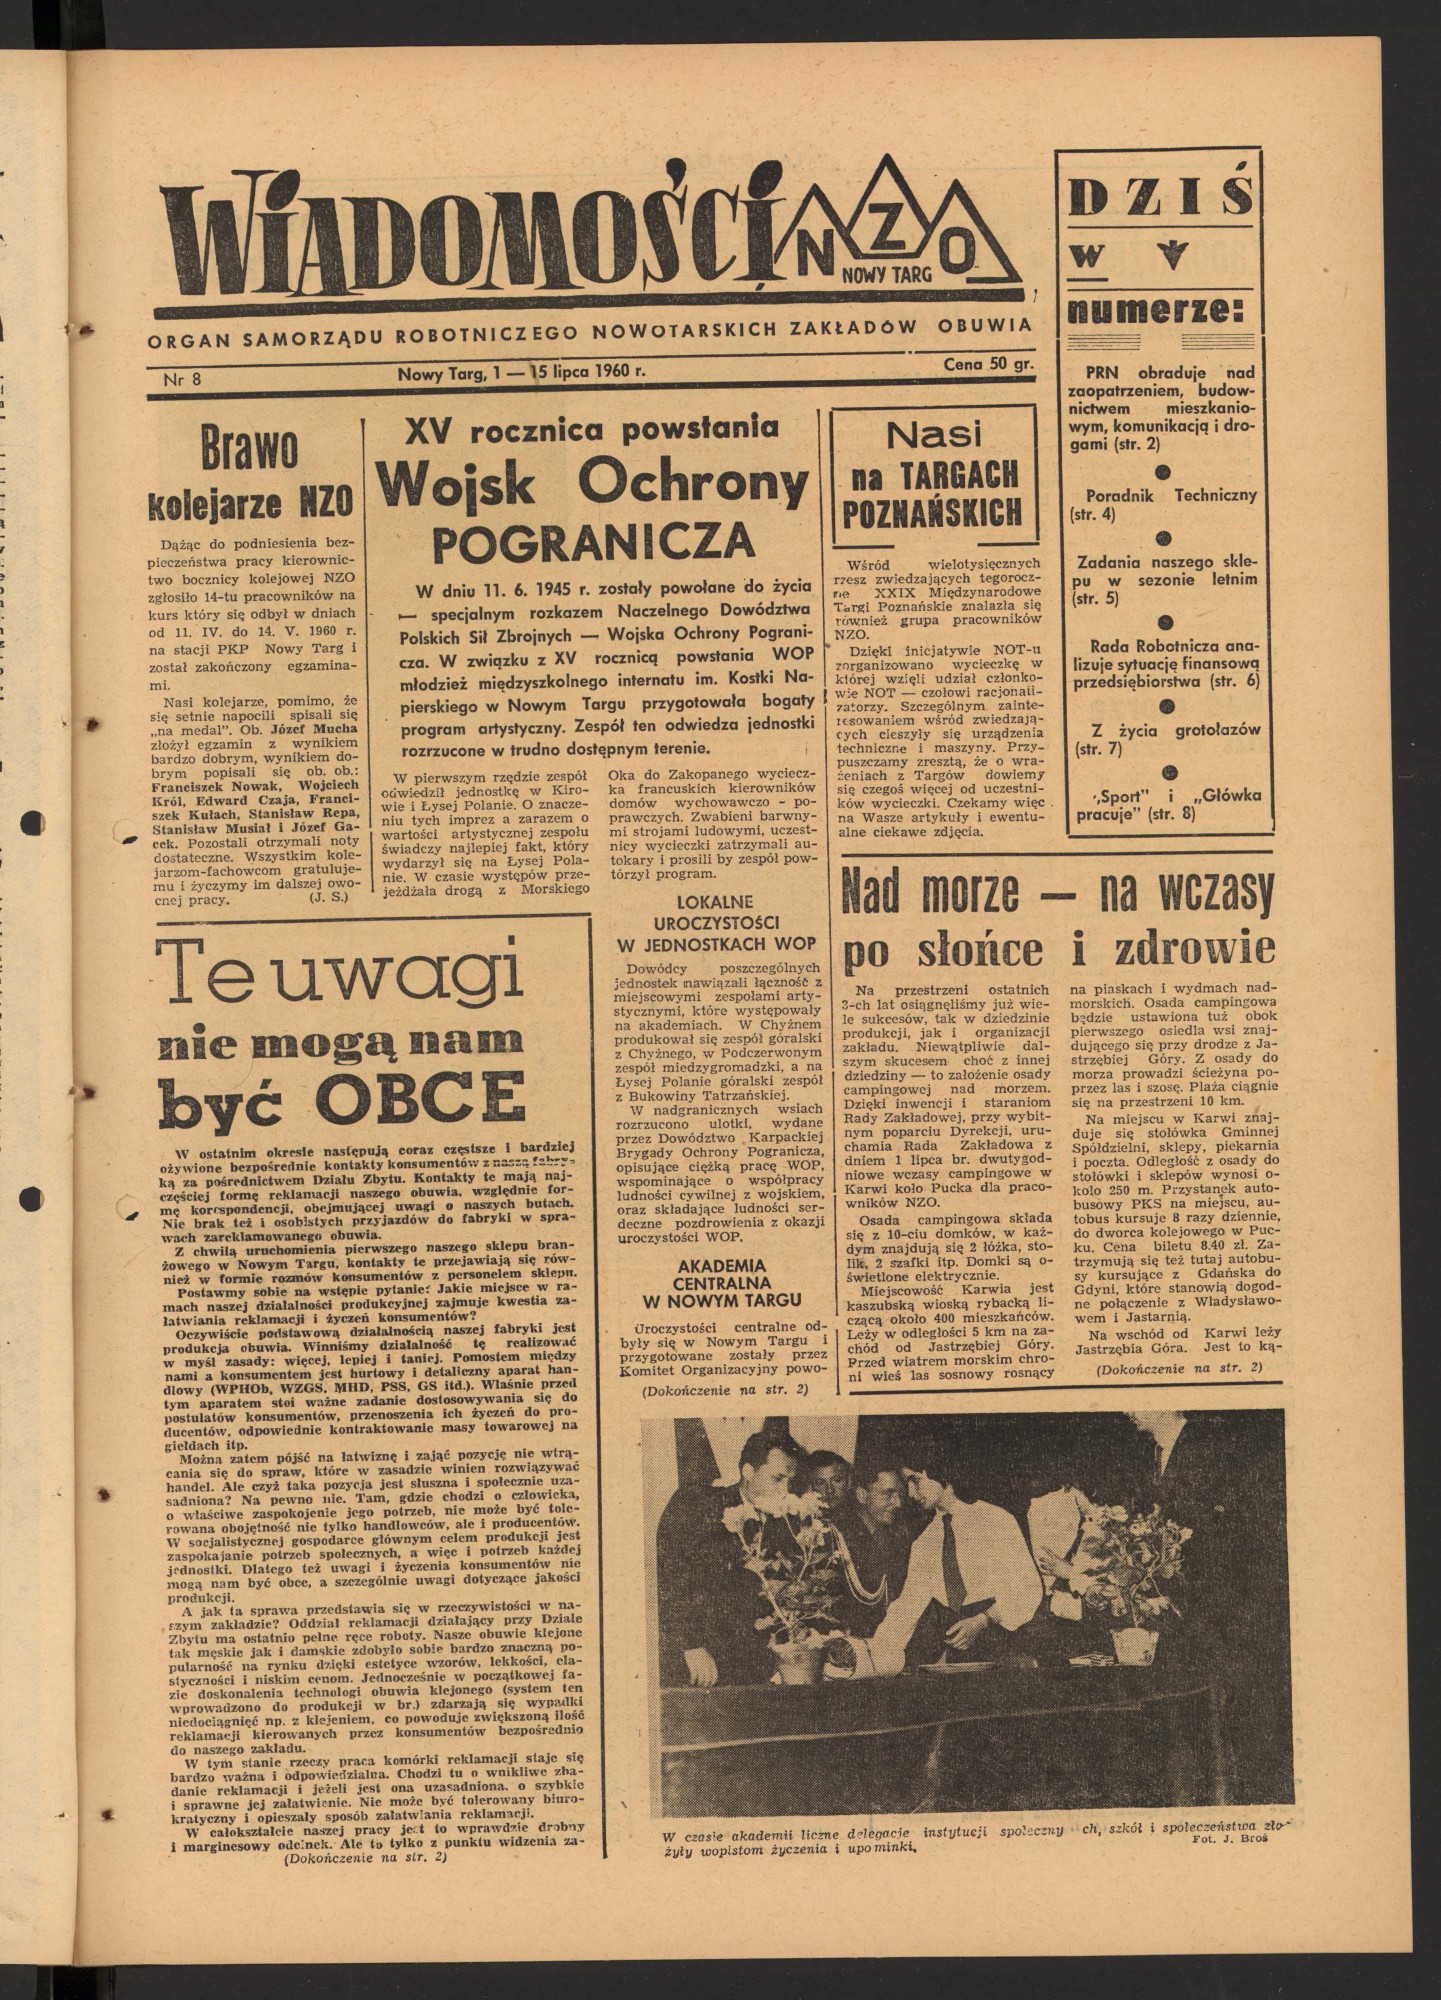 WIADOMOŚCI NZO
NOWY TARG
ORGAN SAMORZĄDU ROBOTNICZEGO NOWOTARSKICH ZAKŁADÓW OBUWIA
Nr 8
Nowy Targ, 1 — 15 lipca 1960 r.
Cena 50 gr.
DZIŚ
W
numerze:
PRN obraduje nad
zaopatrzeniem, budow-
nictwem mieszkanio-
wym, komunikacją i dro-
gami (str. 2)
Poradnik Techniczny
(str. 4)
Zadania naszego skle-
pu w sezonie letnim
(str. 5)
Rada Robotnicza ana-
lizuje sytuację finansową
przedsiębiorstwa (str. 6)
Z życia grotołazów
(str. 7)
„Sport" i „Główka
pracuje" (str. 8)
Brawo
kolejarze NZO
Dążąc do podniesienia bez-
pieczeństwa pracy kierownic-
two bocznicy kolejowej NZO
zgłosiło 14-tu pracowników na
kurs który się odbył w dniach
od 11. IV. do 14. V. 1960 r.
na stacji PKP Nowy Targ i
został zakończony egzamina-
mi.
Nasi kolejarze, pomimo, że
się setnie napocili spisali się
„na medal". Ob. Józef Mucha
złożył egzamin z wynikiem
bardzo dobrym, wynikiem do-
brym popisali się ob. ob.:
Franciszek Nowak, Wojciech
Król, Edward Czaja, Franci-
szek Kułach, Stanisław Repa,
Stanisław Musiał i Józef Ga-
cek. Pozostali otrzymali noty
dostateczne. Wszystkim kole-
jarzom-fachowcom gratuluje-
mu i życzymy im dalszej owo-
cnej pracy. (J. S.)
XV rocznica powstania
Wojsk Ochrony
POGRANICZA
W dniu 11. 6. 1945 r. zostały powołane do życia
— specjalnym rozkazem Naczelnego Dowództwa
Polskich Sił Zbrojnych — Wojska Ochrony Pograni-
cza. W związku z XV rocznicą powstania WOP
młodzież międzyszkolnego internatu im. Kostki Na-
pierskiego w Nowym Targu przygotowała bogaty
program artystyczny. Zespół ten odwiedza jednostki
rozrzucone w trudno dostępnym terenie.
W pierwszym rzędzie zespół
odwiedził jednostkę w Kiro-
wie i Łysej Polanie. O znacze-
niu tych imprez a zarazem o
wartości artystycznej zespołu
świadczy najlepiej fakt, który
wydarzył się na Łysej Pola-
nie. W czasie występów prze-
jeżdżała drogą z Morskiego
Oka do Zakopanego wyciecz-
ka francuskich kierowników
domów wychowawczo - po-
prawczych. Zwabieni barwny-
mi strojami ludowymi, uczest-
nicy wycieczki zatrzymali au-
tokary i prosili by zespół pow-
tórzył program.
LOKALNE
UROCZYSTOŚCI
W JEDNOSTKACH WOP
Dowódcy poszczególnych
jednostek nawiązali łączność z
miejscowymi zespołami arty-
stycznymi, które występowały
na akademiach. W Chyżnem
produkował się zespół góralski
z Chyżnego, w Podczerwonym
zespół miedzygromadzki, a na
Łysej Polanie góralski zespół
z Bukowiny Tatrzańskiej.
W nadgranicznych wsiach
rozrzucono ulotki, wydane
przez Dowództwo Karpackiej
Brygady Ochrony Pogranicza,
opisujące ciężką pracę WOP,
wspominające o współpracy
ludności cywilnej z wojskiem,
oraz składające ludności ser-
deczne pozdrowienia z okazji
uroczystości WOP.
AKADEMIA
CENTRALNA
W NOWYM TARGU
Uroczystości centralne od-
były się w Nowym Targu i
przygotowane zostały przez
Komitet Organizacyjny powo-
(Dokończenie na str. 2)
Nasi
na TARGACH
POZNAŃSKICH
Wśród wielotysięcznych
rzesz zwiedzających tegorocz-
ne XXIX Międzynarodowe
Targi Poznańskie znalazła się
również grupa pracowników
NZO.
Dzięki inicjatywie NOT-u
zorganizowano wycieczkę w
której wzięli udział członko-
wie NOT — czołowi racjonali-
zatorzy. Szczególnym zainte-
resowaniem wśród zwiedzają-
cych cieszyły się urządzenia
techniczne i maszyny. Przy-
puszczamy zresztą, że o wra-
żeniach z Targów dowiemy
się czegoś więcej od uczestni-
ków wycieczki. Czekamy więc
na Wasze artykuły i ewentu-
alne ciekawe zdjęcia.
Nad morze — na wczasy
po słońce i zdrowie
Na przestrzeni ostatnich
3-ch lat osiągnęliśmy już wie-
le sukcesów, tak w dziedzinie
produkcji, jak i organizacji
zakładu. Niewątpliwie dal-
szym skucesem choć z innej
dziedziny — to założenie osady
campingowej nad morzem.
Dzięki inwencji i staraniom
Rady Zakładowej, przy wybit-
nym poparciu Dyrekcji, uru-
chamia Rada Zakładowa z
dniem 1 lipca br. dwutygod-
niowe wczasy campingowe w
Karwi koło Pucka dla praco-
wników NZO.
Osada campingowa składa
się z 10-ciu domków, w każ-
dym znajdują się 2 łóżka, sto-
lik, 2 szafki itp. Domki są o-
świetlone elektrycznie.
Miejscowość Karwia jest
kaszubską wioską rybacką li-
czącą około 400 mieszkańców.
Leży w odległości 5 km na za-
chód od Jastrzębiej Góry.
Przed wiatrem morskim chro-
ni wieś las sosnowy rosnący
na piaskach i wydmach nad-
morskich. Osada campingowa
będzie ustawiona tuż obok
pierwszego osiedla wsi znaj-
dującego się przy drodze z Ja-
strzębiej Góry. Z osady do
morza prowadzi ścieżyna po-
przez las i szosę. Plaża ciągnie
się na przestrzeni 10 km.
Na miejscu w Karwi znaj-
duje się stołówka Gminnej
Spółdzielni, sklepy, piekarnia
i poczta. Odległość z osady do
stołówki i sklepów wynosi o-
koło 250 m. Przystanek auto-
busowy PKS na miejscu, au-
tobus kursuje 8 razy dziennie,
do dworca kolejowego w Puc-
ku. Cena biletu 8.40 zł. Za-
trzymują się też tutaj autobu-
sy kursujące z Gdańska do
Gdyni, które stanowią dogod-
ne połączenie z Władysławo-
wem i Jastarnią.
Na wschód od Karwi leży
Jastrzębia Góra. Jest to ką-
(Dokończenie na str. 2)
Te uwagi
nie mogą nam
być OBCE
W ostatnim okresie następują coraz częstsze i bardziej
ożywione bezpośrednie kontakty konsumentów z naszą fabry-
ką za pośrednictwem Działu Zbytu. Kontakty te mają naj-
częściej formę reklamacji naszego obuwia, względnie for-
mę korespondencji, obejmującej uwagi o naszych butach.
Nie brak też i osobistych przyjazdów do fabryki w spra-
wach zareklamowanego obuwia.
Z chwilą uruchomienia pierwszego naszego sklepu bran-
żowego w Nowym Targu, kontakty te przejawiają się rów-
nież w formie rozmów konsumentów z personelem sklepu.
Postawmy sobie na wstępie pytanie: Jakie miejsce w ra-
mach naszej działalności produkcyjnej zajmuje kwestia za-
łatwiania reklamacji i życzeń konsumentów?
Oczywiście podstawową działalnością naszej fabryki jest
produkcja obuwia. Winniśmy działalność tę realizować
w myśl zasady: więcej, lepiej i taniej. Pomostem między
nami a konsumentem jest hurtowy i detaliczny aparat han-
dlowy (WPHOb, WZGS, MHD, PSS, GS itd.). Właśnie przed
tym aparatem stoi ważne zadanie dostosowywania się do
postulatów konsumentów, przenoszenia ich życzeń do pro-
ducentów, odpowiednie kontraktowanie masy towarowej na
giełdach itp.
Można zatem pójść na łatwiznę i zająć pozycję nie wtrą-
cania się do spraw, które w zasadzie winien rozwiązywać
handel. Ale czyż taka pozycja jest słuszna i społecznie uza-
sadniona? Na pewno nie. Tam, gdzie chodzi o człowieka,
o właściwe zaspokojenie jego potrzeb, nie może być tole-
rowana obojętność nie tylko handlowców, ale i producentów.
W socjalistycznej gospodarce głównym celem produkcji jest
zaspokajanie potrzeb społecznych, a więc i potrzeb każdej
jednostki. Dlatego też uwagi i życzenia konsumentów nie
mogą nam być obce, a szczególnie uwagi dotyczące jakości
produkcji.
A jak ta sprawa przedstawia się w rzeczywistości w na-
szym zakładzie? Oddział reklamacji działający przy Dziale
Zbytu ma ostatnio pełne ręce roboty. Nasze obuwie klejone
tak męskie jak i damskie zdobyło sobie bardzo znaczną po-
pularność na rynku dzięki estetyce wzorów, lekkości, ela-
styczności i niskim cenom. Jednocześnie w początkowej fa-
zie doskonalenia technologi obuwia klejonego (system ten
wprowadzono do produkcji w br.) zdarzają się wypadki
niedociągnięć np. z klejeniem, co powoduje zwiększoną ilość
reklamacji kierowanych przez konsumentów bezpośrednio
do naszego zakładu.
W tym stanie rzeczy praca komórki reklamacji staje się
bardzo ważna i odpowiedzialna. Chodzi tu o wnikliwe zba-
danie reklamacji i jeżeli jest ona uzasadniona, o szybkie
i sprawne jej załatwienie. Nie może być tolerowany biuro-
kratyczny i opieszały sposób załatwiania reklamacji.
W całokształcie naszej pracy jest to wprawdzie drobny
i marginesowy odcinek. Ale to tylko z punktu widzenia za-
(Dokończenie na str. 2)
W czasie akademii liczne delegacje instytucji społeczny ch, szkół i społeczeństwa zło-
żyły wopistom życzenia i upominki.
Fot. J. Broś